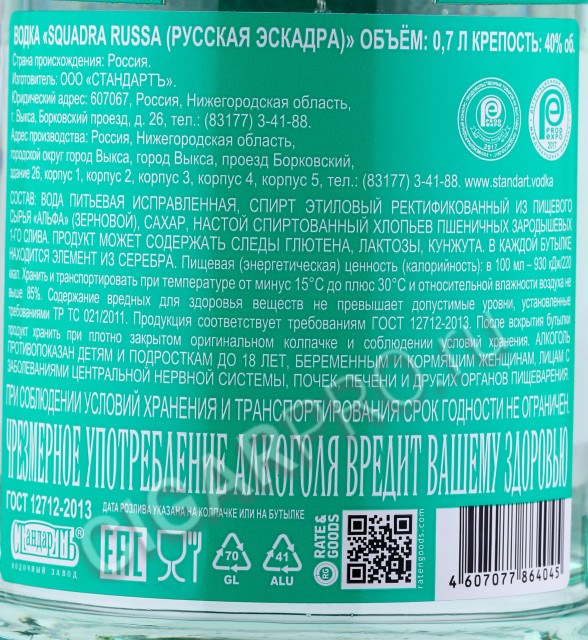 ВОДКА «SQUADRA RUSSA (РУССКАЯ ЭСКАДРА)» ОБЪЁМ: 0,7 Л КРЕПОСТЬ: 40% об.
Страна происхождения: Россия.
Изготовитель: ООО «СТАНДАРТЪ».
Юридический адрес: 607067, Россия, Нижегородская область,
г. Выкса, Борковский проезд, д. 26, тел.: (83177) 3-41-88.
Адрес производства: Россия, Нижегородская область,
городской округ город Выкса, город Выкса, проезд Борковский,
здание 26, корпус 1, корпус 2, корпус 3, корпус 4, корпус 5, тел.: (83177) 3-41-88. www.standart.vodka
PROD EXPO
2017
PROD EXPO
2017
СОСТАВ: ВОДА ПИТЬЕВАЯ ИСПРАВЛЕННАЯ, СПИРТ ЭТИЛОВЫЙ РЕКТИФИКОВАННЫЙ ИЗ ПИЩЕВОГО
СЫРЬЯ «АЛЬФА» (ЗЕРНОВОЙ), САХАР, НАСТОЙ СПИРТОВАННЫЙ ХЛОПЬЕВ ПШЕНИЧНЫХ ЗАРОДЫШЕВЫХ
I-ГО СЛИВА. ПРОДУКТ МОЖЕТ СОДЕРЖАТЬ СЛЕДЫ ГЛЮТЕНА, ЛАКТОЗЫ, КУНЖУТА. В КАЖДОЙ БУТЫЛКЕ
НАХОДИТСЯ ЭЛЕМЕНТ ИЗ СЕРЕБРА. Пищевая (энергетическая) ценность (калорийность): в 100 мл – 930 кДж/220
ккал. Хранить и транспортировать при температуре от минус 15°С до плюс 30°С и относительной влажности воздуха не
выше 85%. Содержание вредных для здоровья веществ не превышает допустимые уровни, установленные
требованиями ТР ТС 021/2011. Продукция соответствует требованиям ГОСТ 12712-2013. После вскрытия бутылки
продукт хранить при плотно закрытом оригинальном колпачке и соблюдении условий хранения. АЛКОГОЛЬ
ПРОТИВОПОКАЗАН ДЕТЯМ И ПОДРОСТКАМ ДО 18 ЛЕТ, БЕРЕМЕННЫМ И КОРМЯЩИМ ЖЕНЩИНАМ, ЛИЦАМ С
ЗАБОЛЕВАНИЯМИ ЦЕНТРАЛЬНОЙ НЕРВНОЙ СИСТЕМЫ, ПОЧЕК, ПЕЧЕНИ И ДРУГИХ ОРГАНОВ ПИЩЕВАРЕНИЯ.
ПРИ СОБЛЮДЕНИИ УСЛОВИЙ ХРАНЕНИЯ И ТРАНСПОРТИРОВАНИЯ СРОК ГОДНОСТИ НЕ ОГРАНИЧЕН.
ЧРЕЗМЕРНОЕ УПОТРЕБЛЕНИЕ АЛКОГОЛЯ ВРЕДИТ ВАШЕМУ ЗДОРОВЬЮ
ГОСТ 12712-2013
ДАТА РОЗЛИВА УКАЗАНА НА КОЛПАЧКЕ ИЛИ НА БУТЫЛКЕ
СтандартЪ®
ВОДОЧНЫЙ ЗАВОД
EAC
70
GL
41
ALU
RATE & GOODS
RG
rategoods.com
4 607077 864045
CIGARPRO.RU